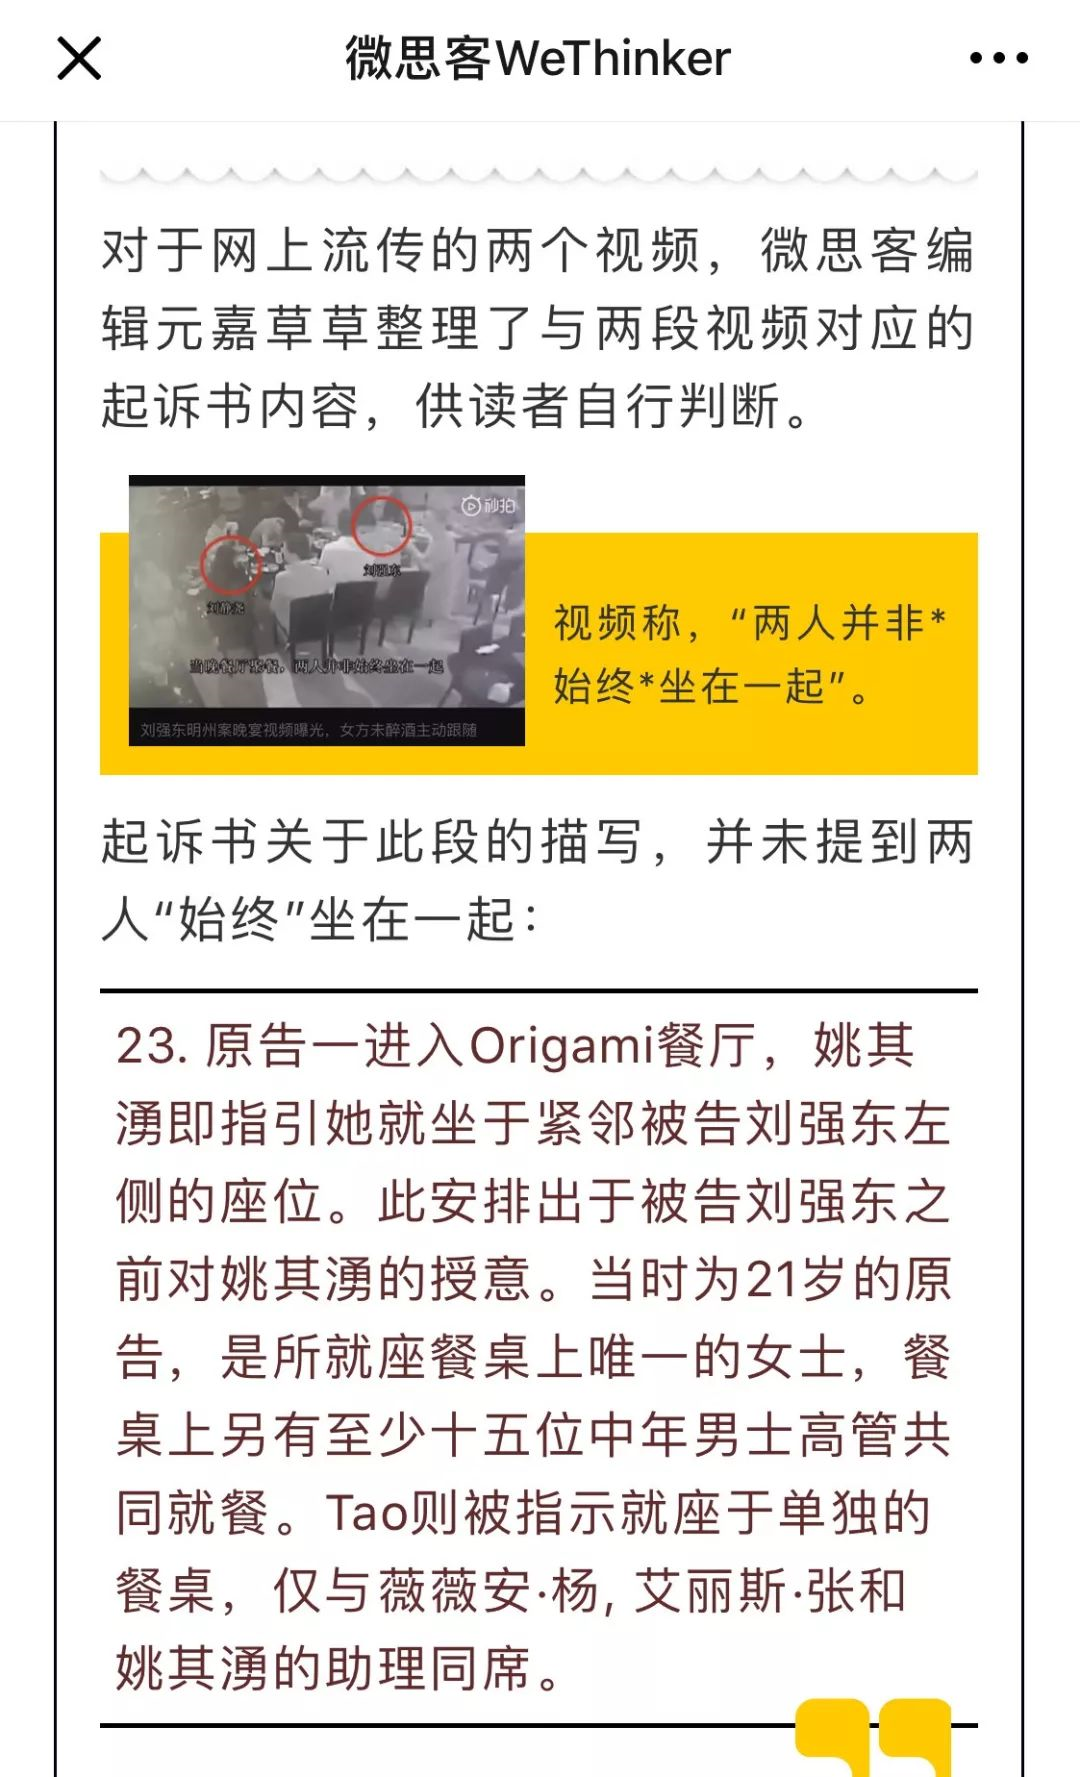 微思客WeThinker
对于网上流传的两个视频，微思客编
辑元嘉草草整理了与两段视频对应的
起诉书内容，供读者自行判断。
秒拍
刘强东
刘静尧
当晚餐厅聚餐，两人并非始终坐在一起
刘强东明州案晚宴视频曝光，女方未醉酒主动跟随
视频称，“两人并非*
始终*坐在一起”。
起诉书关于此段的描写，并未提到两
人“始终”坐在一起：
23. 原告一进入Origami餐厅，姚其
湧即指引她就坐于紧邻被告刘强东左
侧的座位。此安排出于被告刘强东之
前对姚其湧的授意。当时为21岁的原
告，是所就座餐桌上唯一的女士，餐
桌上另有至少十五位中年男士高管共
同就餐。Tao则被指示就座于单独的
餐桌，仅与薇薇安·杨, 艾丽斯·张和
姚其湧的助理同席。